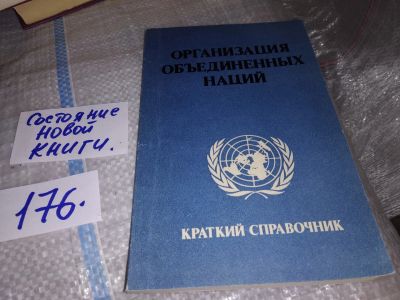 ОРГАНИЗАЦИЯ
ОБЪЕДИНЕННЫХ
НАЦИЙ
КРАТКИЙ СПРАВОЧНИК
Состояние
новой
книги.
176.